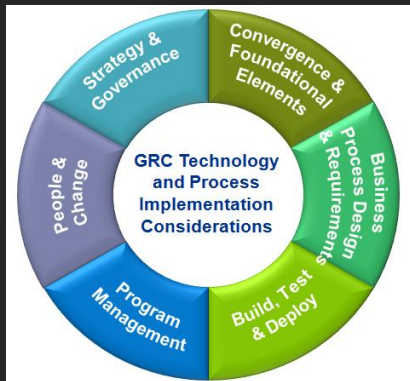 Strategy &
Governance
Convergence &
Foundational
Elements
Business
Process Design
& Requirements
Build, Test
& Deploy
Program
Management
People &
Change
GRC Technology
and Process
Implementation
Considerations